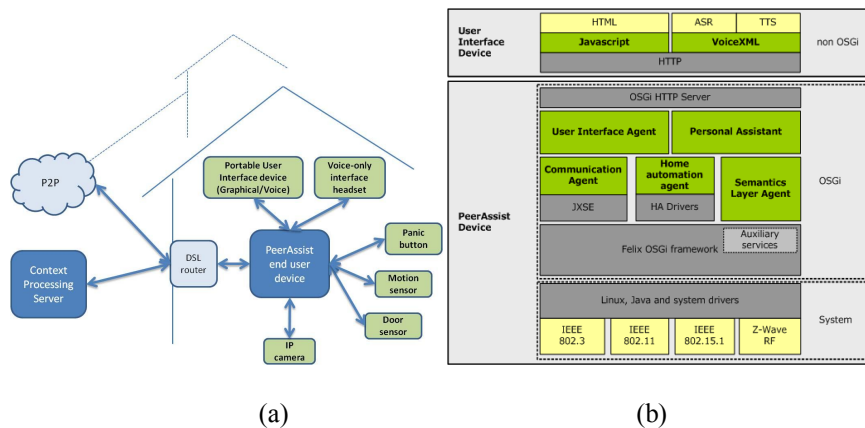 P2P
Context
Processing
Server
DSL
router
Portable User
Interface device
(Graphical/Voice)
Voice-only
interface
headset
PeerAssist
end user
device
Panic
button
Motion
sensor
Door
sensor
IP
camera
(a)
User
Interface
Device
HTML
ASR
TTS
Javascript
VoiceXML
HTTP
non OSGi
PeerAssist
Device
OSGi HTTP Server
User Interface Agent
Personal Assistant
Communication
Agent
JXSE
Home
automation
agent
HA Drivers
Semantics
Layer Agent
OSGi
Felix OSGi framework
Auxiliary
services
Linux, Java and system drivers
IEEE
802.3
IEEE
802.11
IEEE
802.15.1
Z-Wave
RF
System
(b)